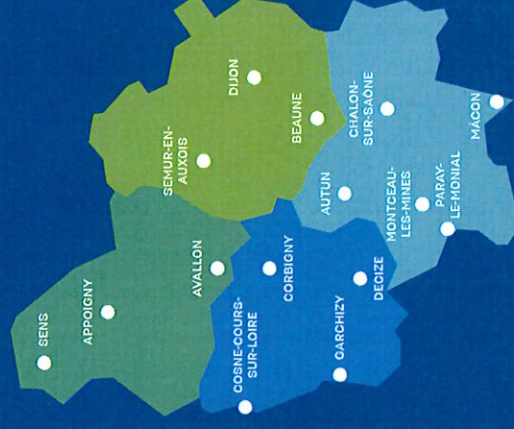 SENS
APPOIGNY
AVALLON
SEMUR-EN-
AUXOIS
DIJON
BEAUNE
COSNE-COURS-
SUR-LOIRE
CORBIGNY
GARCHIZY
DECIZE
AUTUN
CHALON-
SUR-SAÔNE
MONTCEAU-
LES-MINES
PARAY-
LE-MONIAL
MÂCON